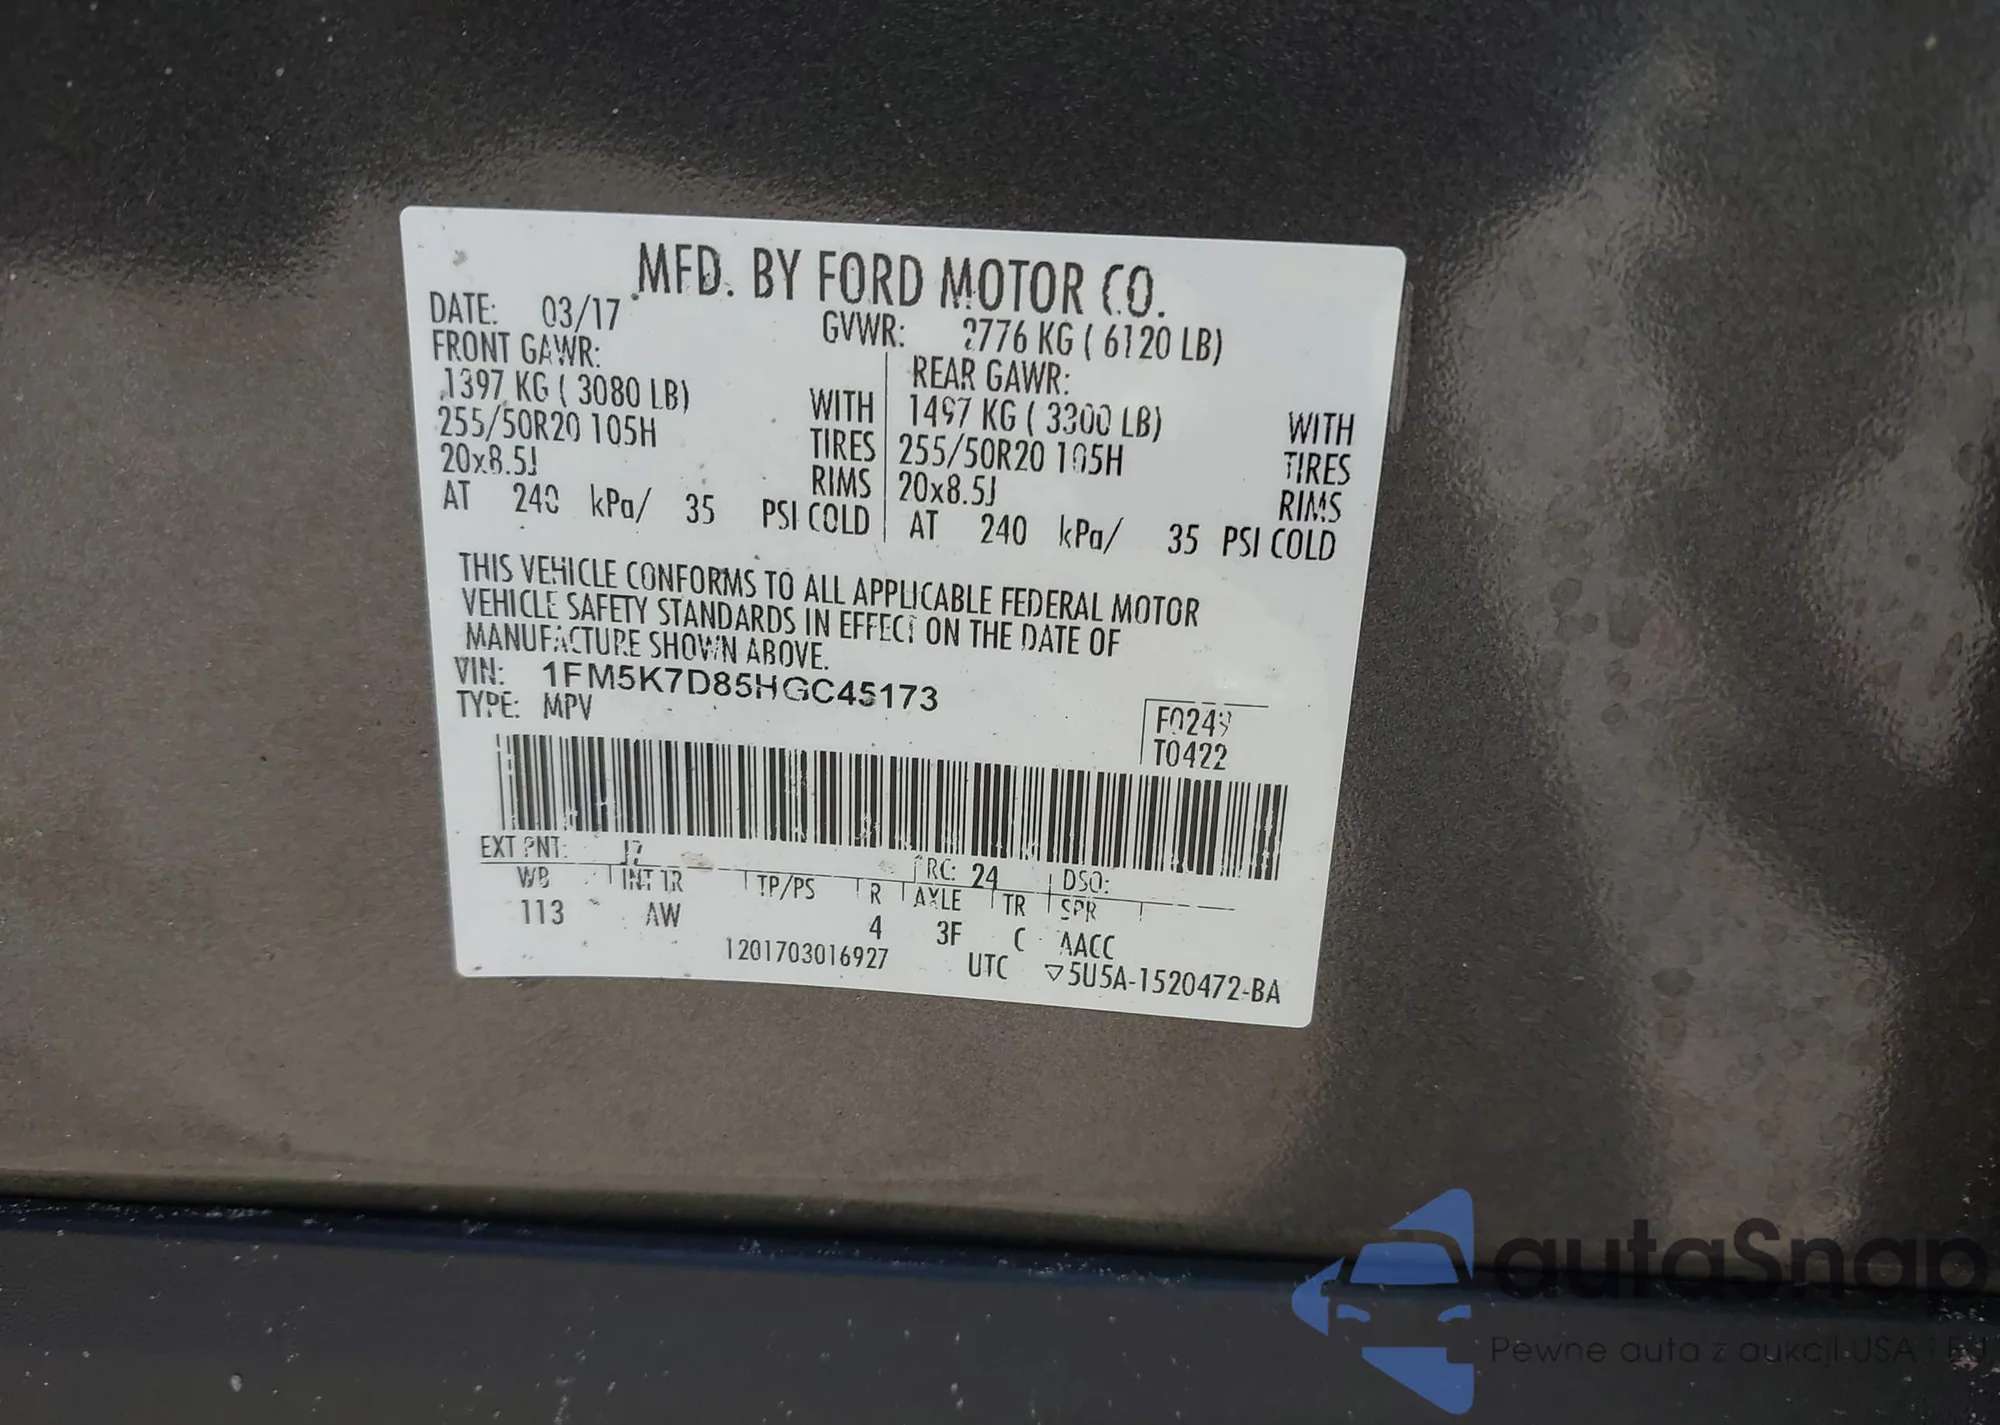 MFD. BY FORD MOTOR CO.
DATE: 03/17 GVWR: 2776 KG ( 6120 LB)
FRONT GAWR: REAR GAWR:
1397 KG ( 3080 LB) WITH 1497 KG ( 3300 LB) WITH
255/50R20 105H TIRES 255/50R20 105H TIRES
20x8.5J RIMS 20x8.5J RIMS
AT 240 kPa/ 35 PSI COLD AT 240 kPa/ 35 PSI COLD
THIS VEHICLE CONFORMS TO ALL APPLICABLE FEDERAL MOTOR
VEHICLE SAFETY STANDARDS IN EFFECT ON THE DATE OF
MANUFACTURE SHOWN ABOVE.
VIN: 1FM5K7D85HGC45173
TYPE: MPV
F0249
T0422
EXT PNT: J7 RC: 24 DSO:
WB INT TR TP/PS R AXLE TR SPR
113 AW 4 3F C AACC
1201703016927 UTC ▽5U5A-1520472-BA
autaSnap
Pewne auta z aukcji USA i EU